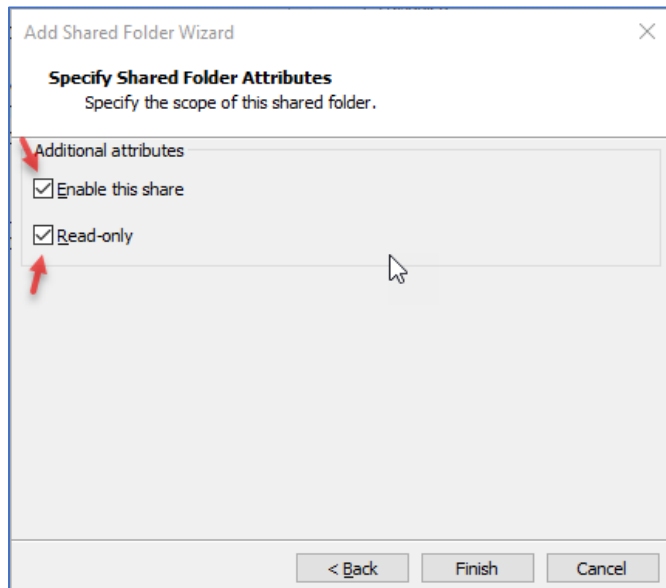 Add Shared Folder Wizard
Specify Shared Folder Attributes
Specify the scope of this shared folder.
Additional attributes
Enable this share
Read-only
< Back Finish Cancel